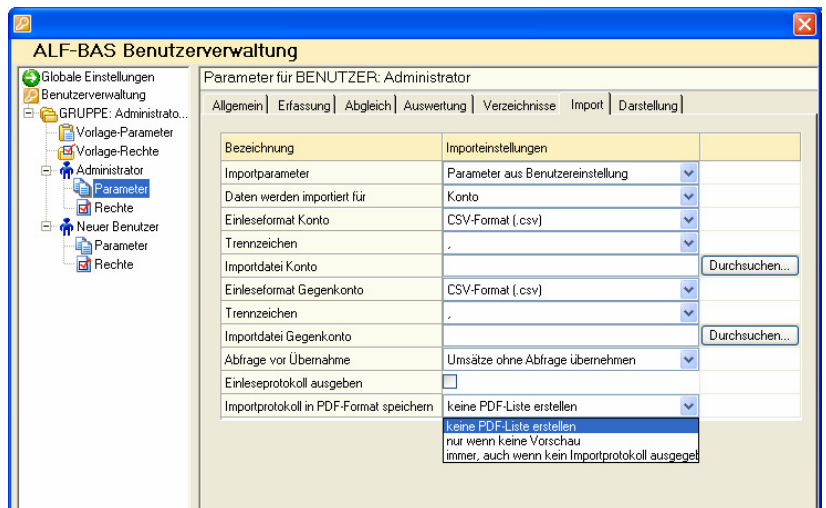 ALF-BAS Benutzerverwaltung
Globale Einstellungen
Benutzerverwaltung
GRUPPE: Administrato...
Vorlage-Parameter
Vorlage-Rechte
Administrator
Parameter
Rechte
Neuer Benutzer
Parameter
Rechte
Parameter für BENUTZER: Administrator
Allgemein Erfassung Abgleich Auswertung Verzeichnisse Import Darstellung
Bezeichnung Importeinstellungen
Importparameter Parameter aus Benutzereinstellung
Daten werden importiert für Konto
Einleseformat Konto CSV-Format (.csv)
Trennzeichen ,
Importdatei Konto Durchsuchen...
Einleseformat Gegenkonto CSV-Format (.csv)
Trennzeichen ,
Importdatei Gegenkonto Durchsuchen...
Abfrage vor Übernahme Umsätze ohne Abfrage übernehmen
Einleseprotokoll ausgeben
Importprotokoll in PDF-Format speichern keine PDF-Liste erstellen
keine PDF-Liste erstellen
nur wenn keine Vorschau
immer, auch wenn kein Importprotokoll ausgegeb